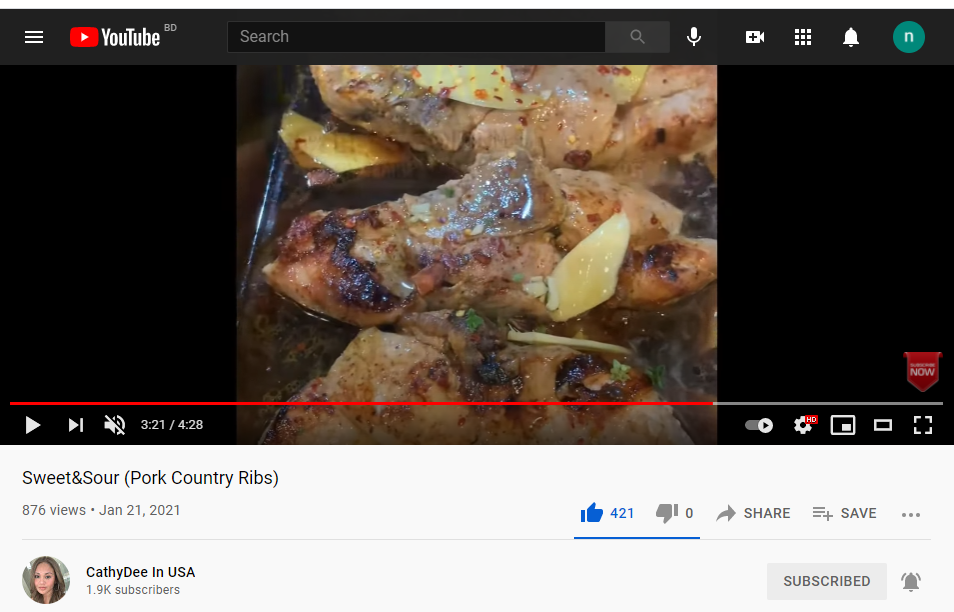 YouTube BD
Search
n
SUBSCRIBE
NOW
HD
3:21 / 4:28
Sweet&Sour (Pork Country Ribs)
876 views • Jan 21, 2021
421
0
SHARE
SAVE
CathyDee In USA
1.9K subscribers
SUBSCRIBED